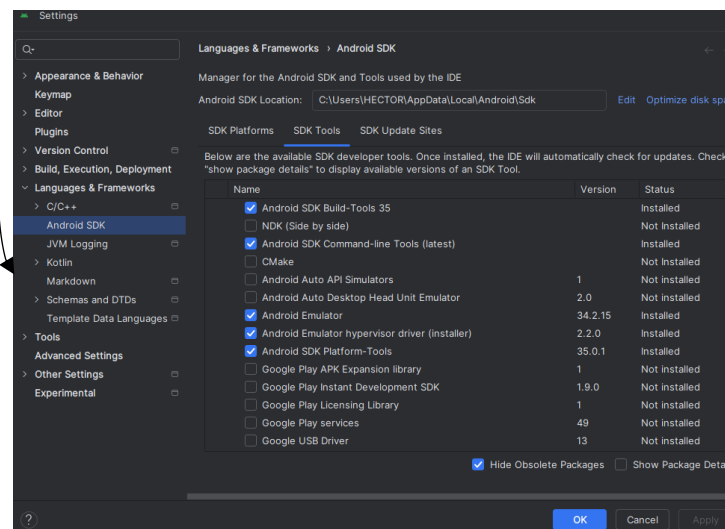 Settings
Languages & Frameworks › Android SDK
Appearance & Behavior
Keymap
Editor
Plugins
Version Control
Build, Execution, Deployment
Languages & Frameworks
C/C++
Android SDK
JVM Logging
Kotlin
Markdown
Schemas and DTDs
Template Data Languages
Tools
Advanced Settings
Other Settings
Experimental
Manager for the Android SDK and Tools used by the IDE
Android SDK Location: C:\Users\HECTOR\AppData\Local\Android\Sdk Edit Optimize disk spa
SDK Platforms SDK Tools SDK Update Sites
Below are the available SDK developer tools. Once installed, the IDE will automatically check for updates. Check
"show package details" to display available versions of an SDK Tool.
Name Version Status
Android SDK Build-Tools 35 Installed
NDK (Side by side) Not Installed
Android SDK Command-line Tools (latest) Installed
CMake Not Installed
Android Auto API Simulators 1 Not installed
Android Auto Desktop Head Unit Emulator 2.0 Not installed
Android Emulator 34.2.15 Installed
Android Emulator hypervisor driver (installer) 2.2.0 Installed
Android SDK Platform-Tools 35.0.1 Installed
Google Play APK Expansion library 1 Not installed
Google Play Instant Development SDK 1.9.0 Not installed
Google Play Licensing Library 1 Not installed
Google Play services 49 Not installed
Google USB Driver 13 Not installed
Hide Obsolete Packages Show Package Deta
? OK Cancel Apply